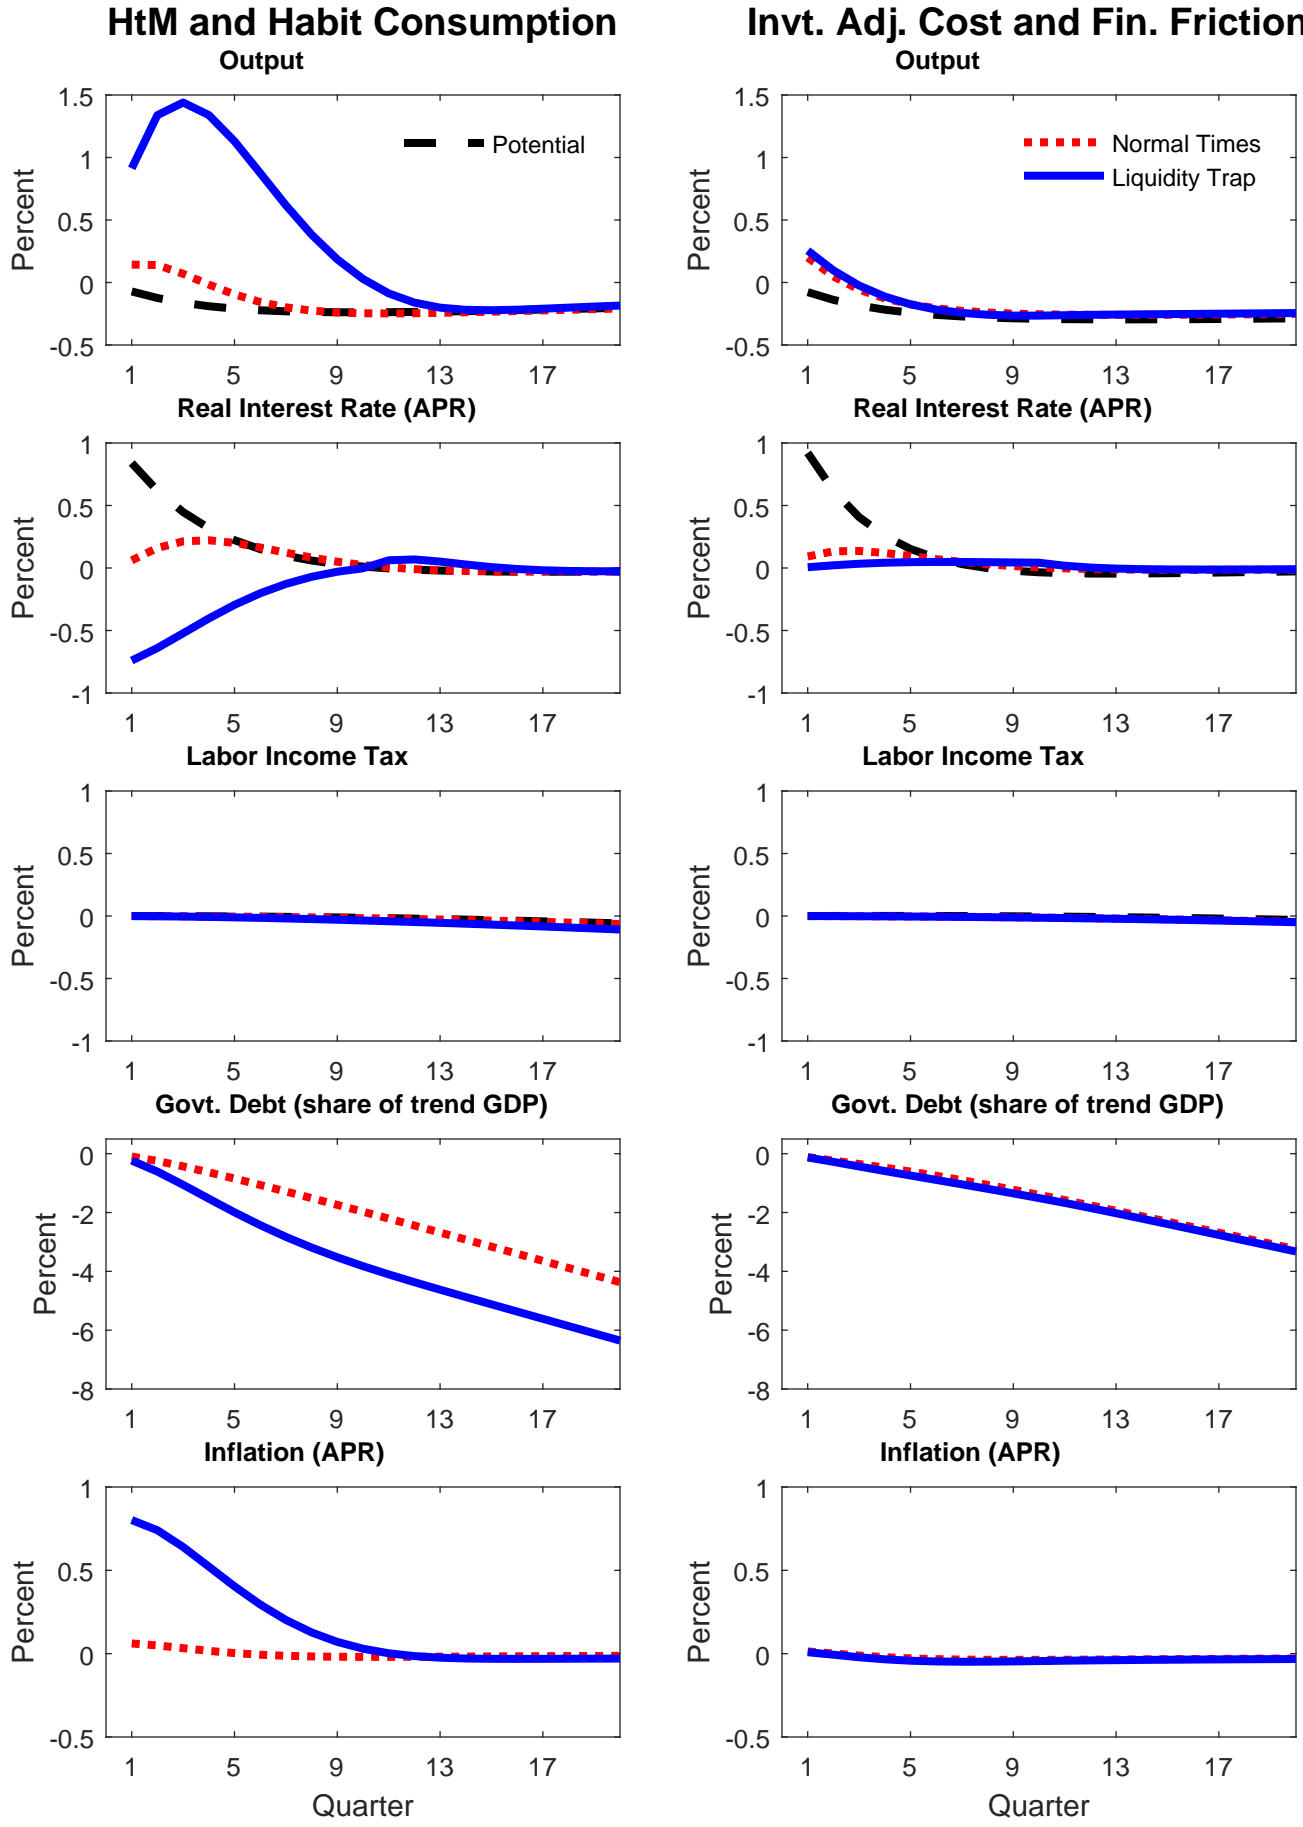 HtM and Habit Consumption
Invt. Adj. Cost and Fin. Friction
Output
1.5
1
0.5
0
-0.5
Percent
Potential
1 5 9 13 17
Output
1.5
1
0.5
0
-0.5
Percent
Normal Times
Liquidity Trap
1 5 9 13 17
Real Interest Rate (APR)
1
0.5
0
-0.5
-1
Percent
1 5 9 13 17
Real Interest Rate (APR)
1
0.5
0
-0.5
-1
Percent
1 5 9 13 17
Labor Income Tax
1
0.5
0
-0.5
-1
Percent
1 5 9 13 17
Labor Income Tax
1
0.5
0
-0.5
-1
Percent
1 5 9 13 17
Govt. Debt (share of trend GDP)
0
-2
-4
-6
-8
Percent
1 5 9 13 17
Govt. Debt (share of trend GDP)
0
-2
-4
-6
-8
Percent
1 5 9 13 17
Inflation (APR)
1
0.5
0
-0.5
Percent
1 5 9 13 17
Quarter
Inflation (APR)
1
0.5
0
-0.5
Percent
1 5 9 13 17
Quarter